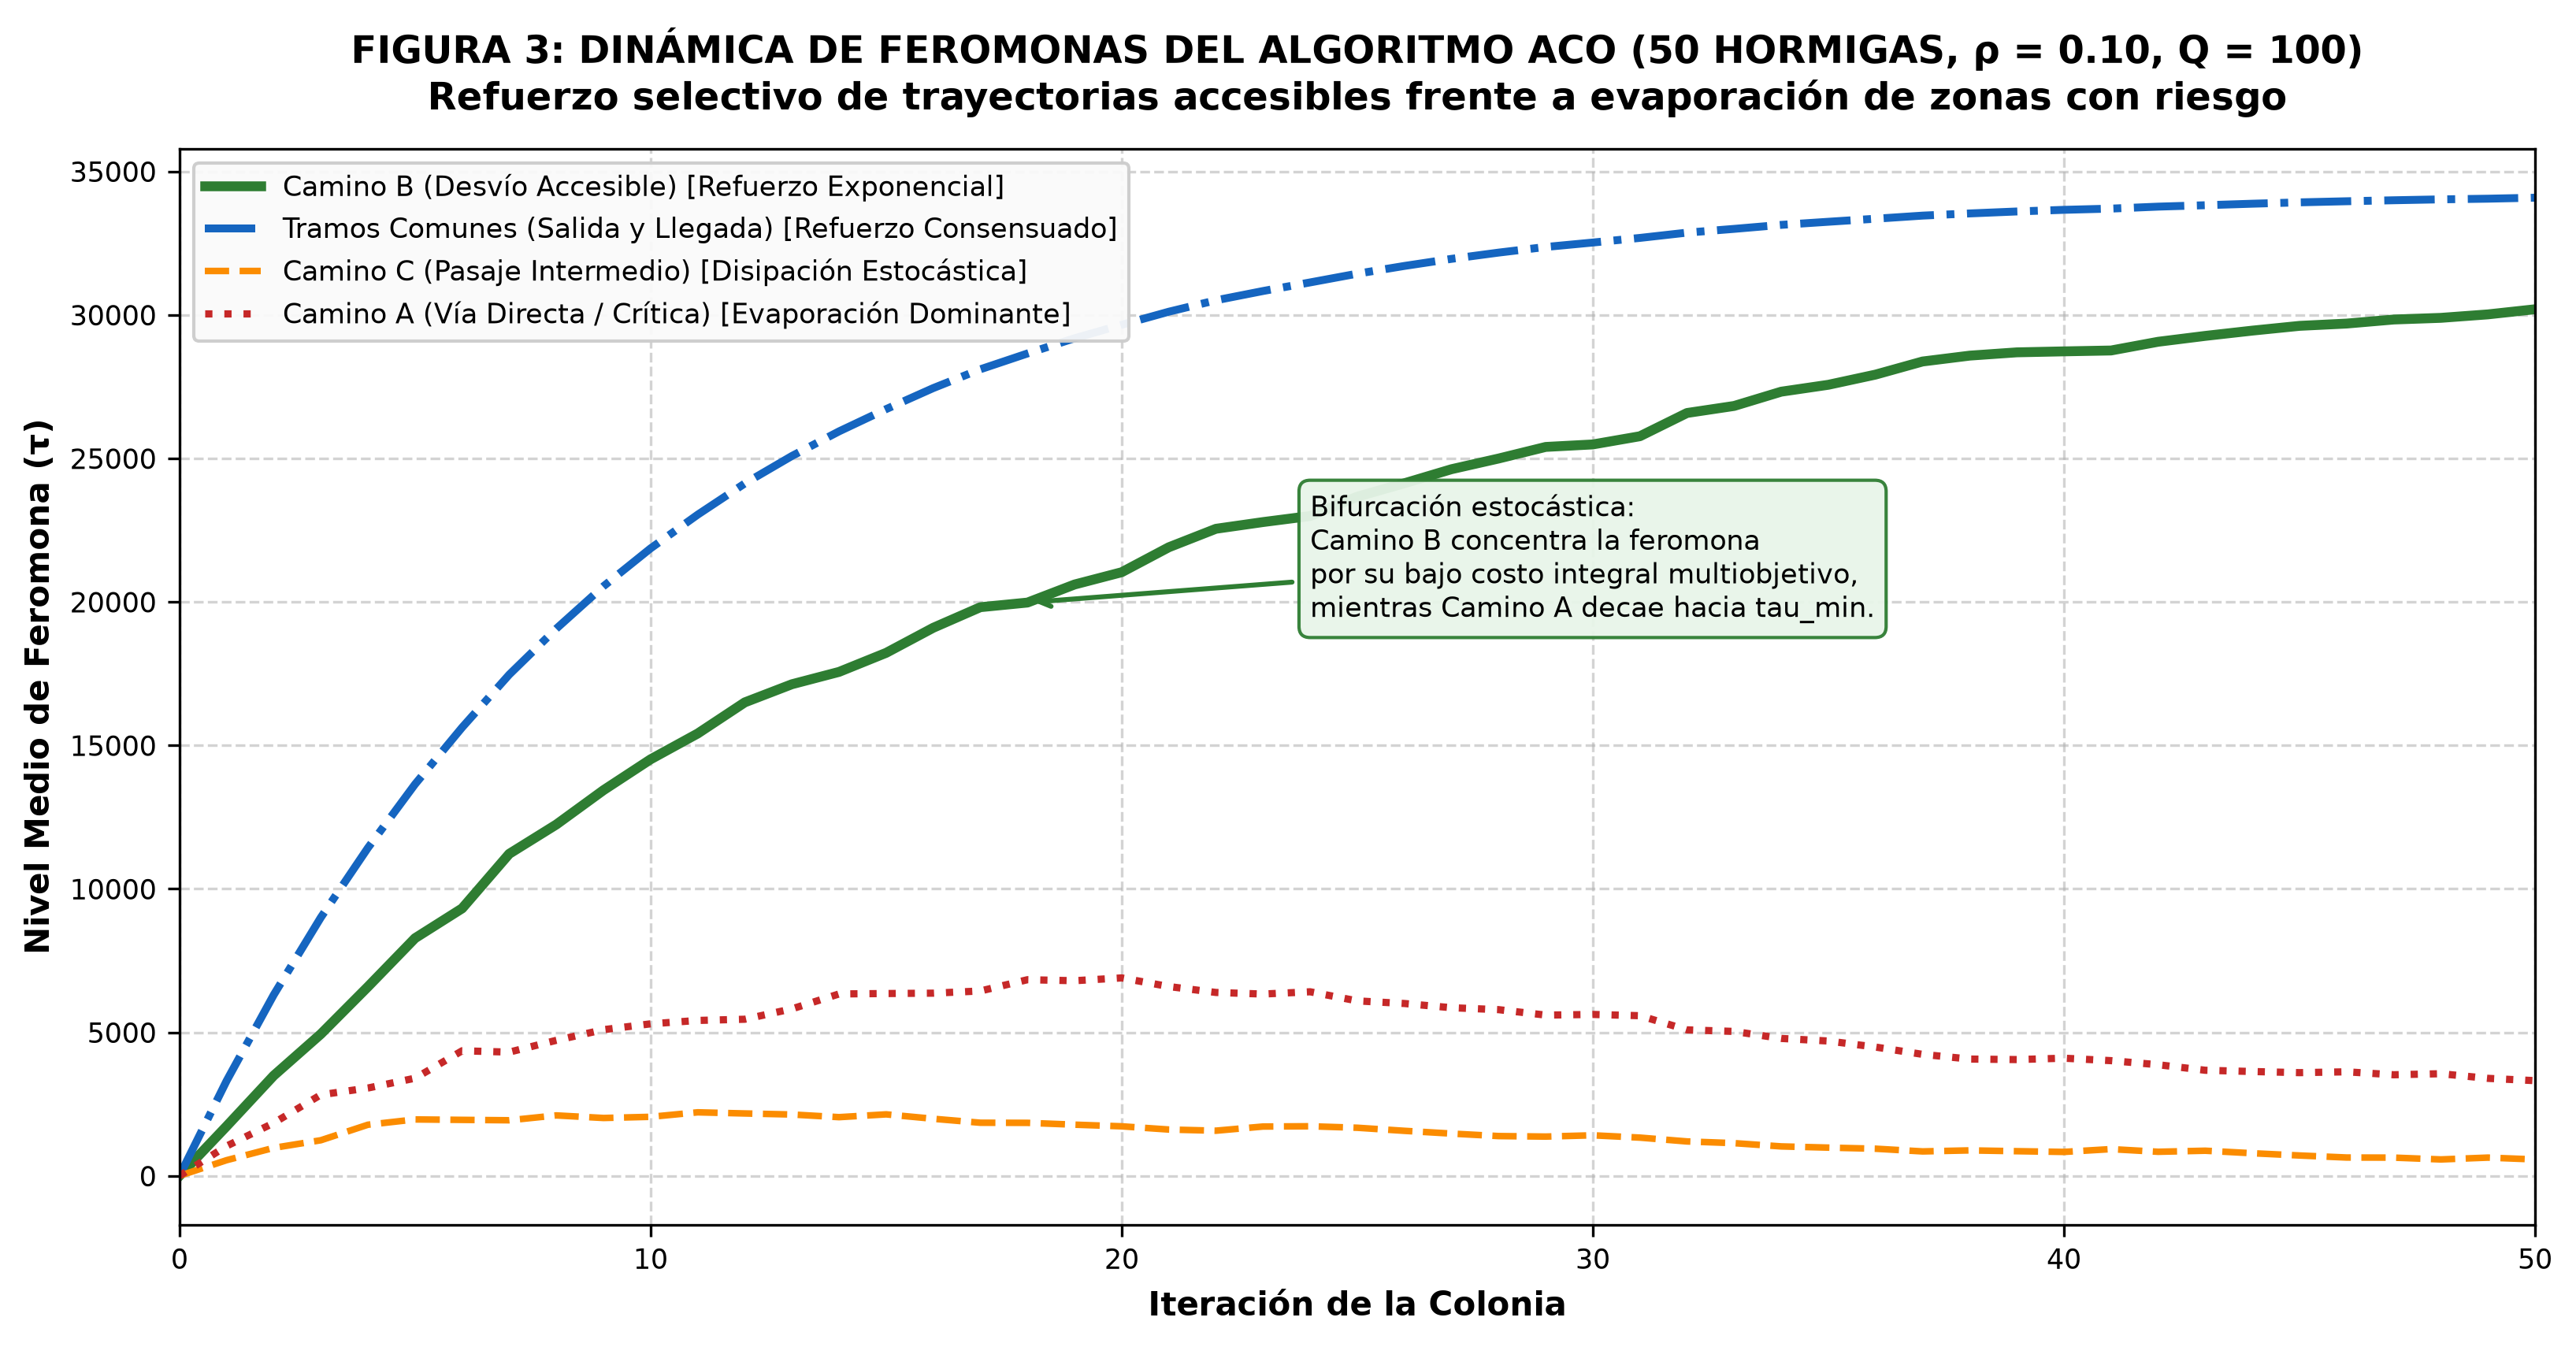 FIGURA 3: DINÁMICA DE FEROMONAS DEL ALGORITMO ACO (50 HORMIGAS, ρ = 0.10, Q = 100)
Refuerzo selectivo de trayectorias accesibles frente a evaporación de zonas con riesgo
Camino B (Desvío Accesible) [Refuerzo Exponencial]
Tramos Comunes (Salida y Llegada) [Refuerzo Consensuado]
Camino C (Pasaje Intermedio) [Disipación Estocástica]
Camino A (Vía Directa / Crítica) [Evaporación Dominante]
Nivel Medio de Feromona (τ)
35000
30000
25000
20000
15000
10000
5000
0
Bifurcación estocástica:
Camino B concentra la feromona
por su bajo costo integral multiobjetivo,
mientras Camino A decae hacia tau_min.
0 10 20 30 40 50
Iteración de la Colonia